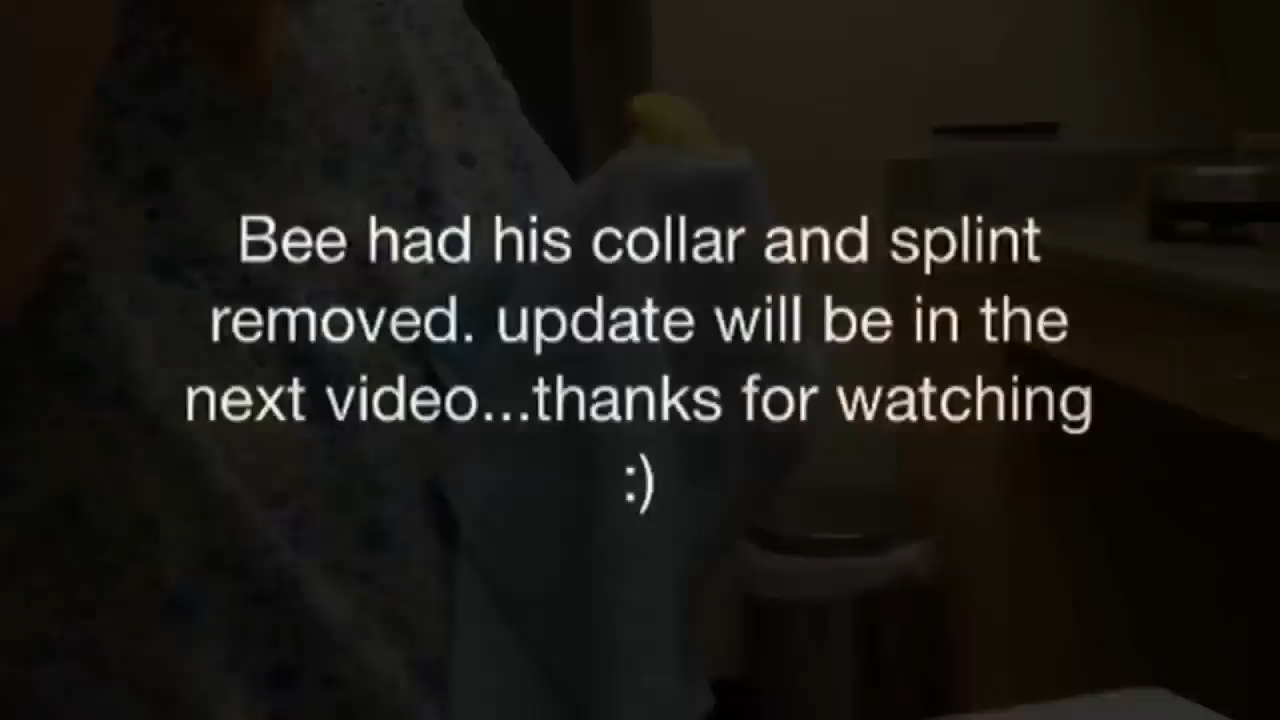 Bee had his collar and splint
removed. update will be in the
next video...thanks for watching
:)